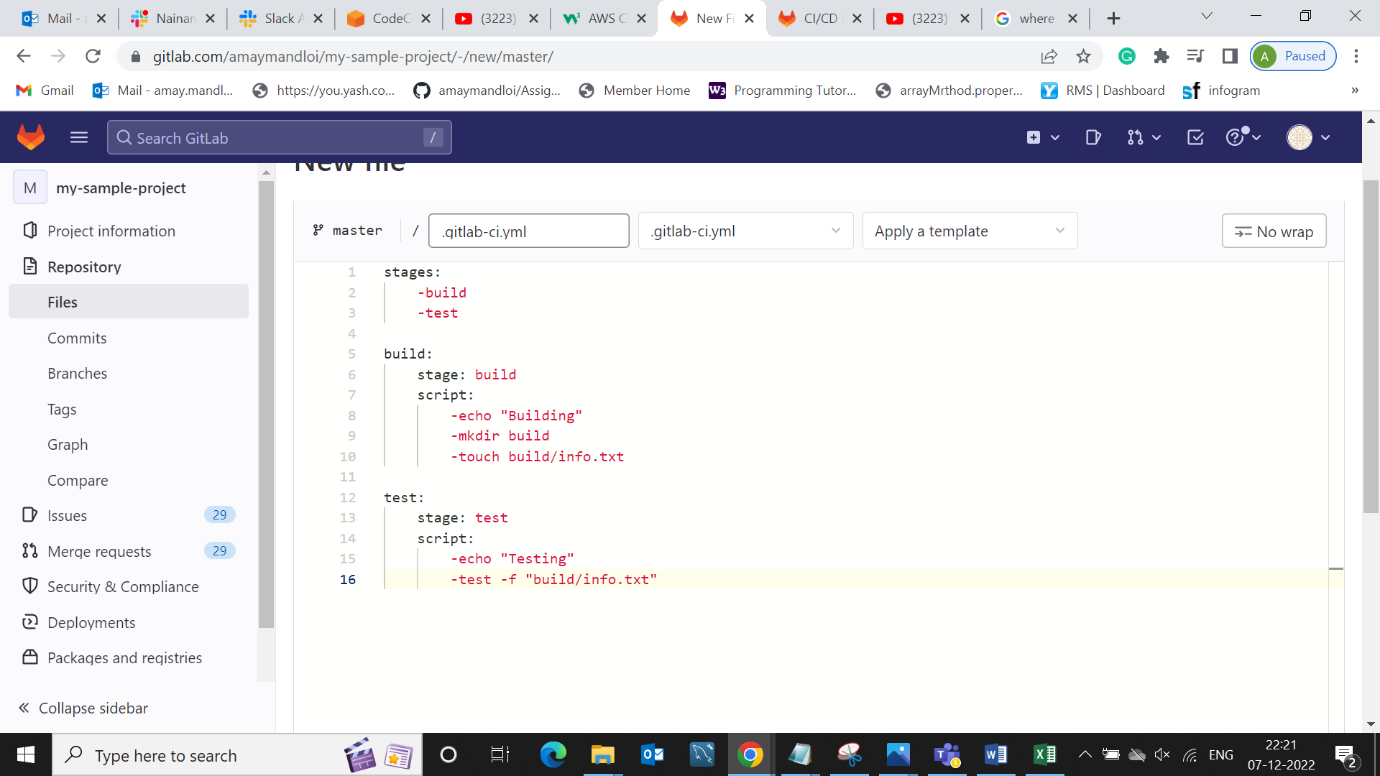 Mail - a
Nainan
Slack A
CodeC
(3223)
AWS C
New Fi
CI/CD
(3223)
where
gitlab.com/amaymandloi/my-sample-project/-/new/master/
A Paused
Gmail
Mail - amay.mandl...
https://you.yash.co...
amaymandloi/Assig...
Member Home
W3 Programming Tutor...
arrayMrthod.proper...
RMS | Dashboard
sf infogram
»
Search GitLab /
New file
M my-sample-project
Project information
Repository
Files
Commits
Branches
Tags
Graph
Compare
Issues 29
Merge requests 29
Security & Compliance
Deployments
Packages and registries
Collapse sidebar
master / .gitlab-ci.yml .gitlab-ci.yml Apply a template No wrap
1 stages:
2 -build
3 -test
4
5 build:
6 stage: build
7 script:
8 -echo "Building"
9 -mkdir build
10 -touch build/info.txt
11
12 test:
13 stage: test
14 script:
15 -echo "Testing"
16 -test -f "build/info.txt"
Type here to search
ENG
22:21
07-12-2022
2